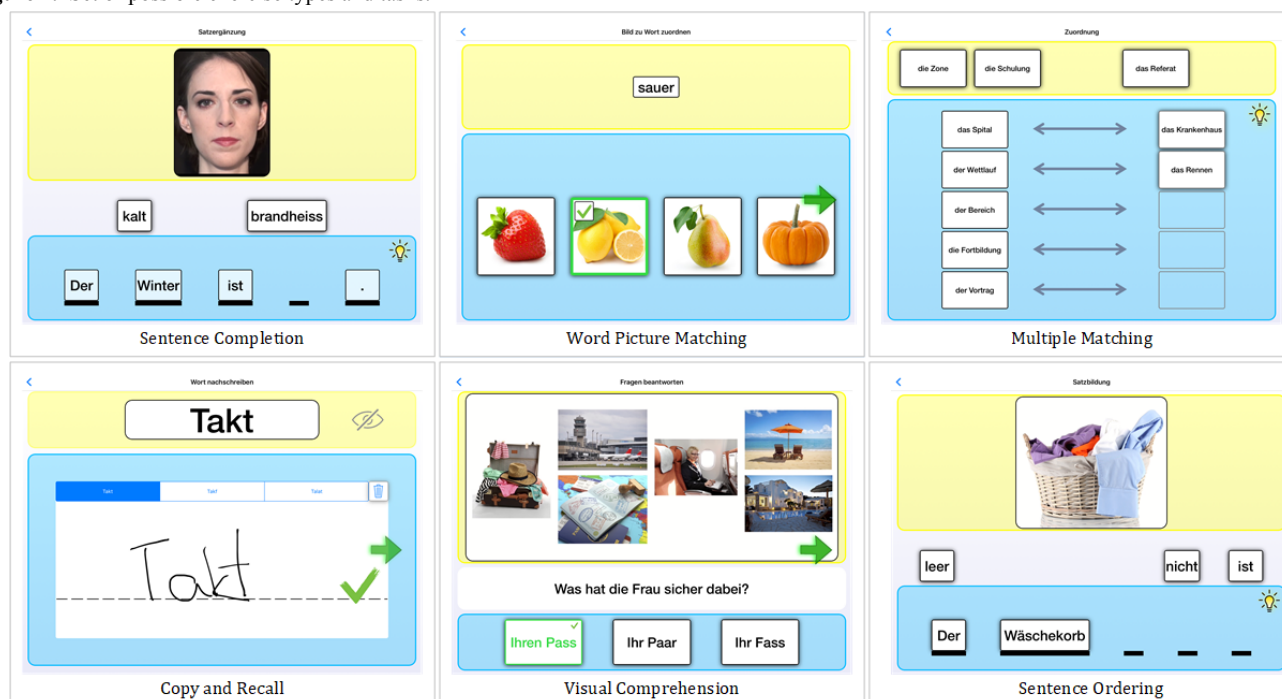 Satzergänzung
kalt
brandheiss
Der Winter ist _ .
Sentence Completion
Bild zu Wort zuordnen
sauer
Word Picture Matching
Zuordnung
die Zone
die Schulung
das Referat
das Spital
das Krankenhaus
der Wettlauf
das Rennen
der Bereich
die Fortbildung
der Vortrag
Multiple Matching
Wort nachschreiben
Takt
Takt
Takt
Copy and Recall
Fragen beantworten
Was hat die Frau sicher dabei?
Ihren Pass
Ihr Paar
Ihr Fass
Visual Comprehension
Satzbildung
leer
nicht
ist
Der Wäschekorb _ _ _
Sentence Ordering